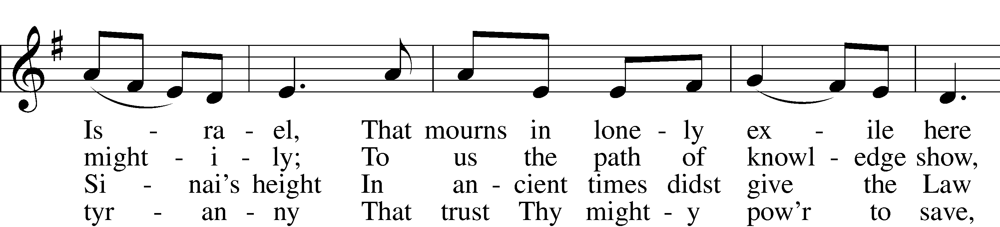 Is - ra - el, That mourns in lone - ly ex - ile here
might - i - ly; To us the path of knowl - edge show,
Si - nai's height In an - cient times didst give the Law
tyr - an - ny That trust Thy might - y pow'r to save,